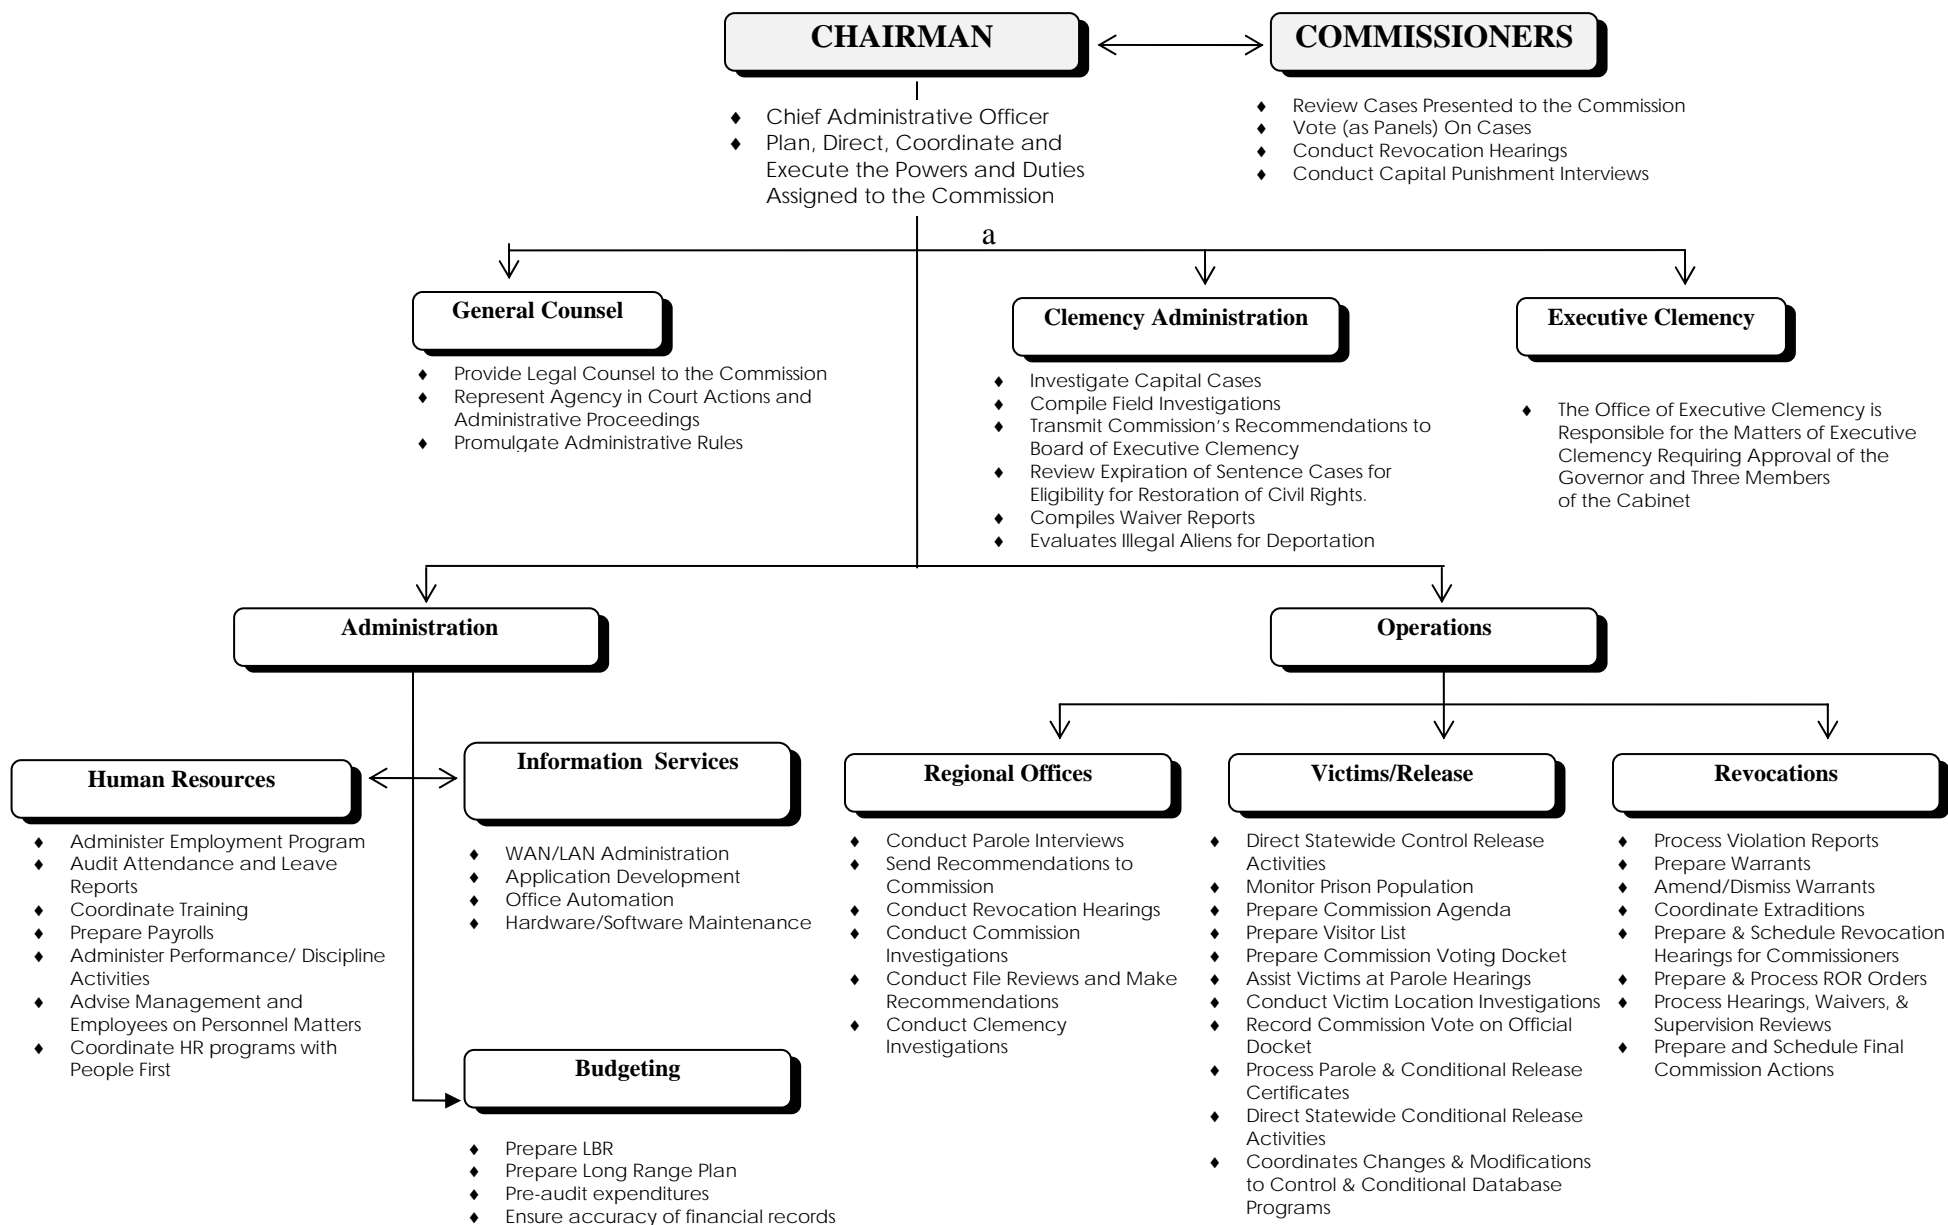 CHAIRMAN
COMMISSIONERS
♦ Chief Administrative Officer
♦ Plan, Direct, Coordinate and
Execute the Powers and Duties
Assigned to the Commission
♦ Review Cases Presented to the Commission
♦ Vote (as Panels) On Cases
♦ Conduct Revocation Hearings
♦ Conduct Capital Punishment Interviews
a
General Counsel
♦ Provide Legal Counsel to the Commission
♦ Represent Agency in Court Actions and
Administrative Proceedings
♦ Promulgate Administrative Rules
Clemency Administration
♦ Investigate Capital Cases
♦ Compile Field Investigations
♦ Transmit Commission's Recommendations to
Board of Executive Clemency
♦ Review Expiration of Sentence Cases for
Eligibility for Restoration of Civil Rights.
♦ Compiles Waiver Reports
♦ Evaluates Illegal Aliens for Deportation
Executive Clemency
♦ The Office of Executive Clemency is
Responsible for the Matters of Executive
Clemency Requiring Approval of the
Governor and Three Members
of the Cabinet
Administration
Operations
Human Resources
♦ Administer Employment Program
♦ Audit Attendance and Leave
Reports
♦ Coordinate Training
♦ Prepare Payrolls
♦ Administer Performance/ Discipline
Activities
♦ Advise Management and
Employees on Personnel Matters
♦ Coordinate HR programs with
People First
Information Services
♦ WAN/LAN Administration
♦ Application Development
♦ Office Automation
♦ Hardware/Software Maintenance
Budgeting
♦ Prepare LBR
♦ Prepare Long Range Plan
♦ Pre-audit expenditures
♦ Ensure accuracy of financial records
Regional Offices
♦ Conduct Parole Interviews
♦ Send Recommendations to
Commission
♦ Conduct Revocation Hearings
♦ Conduct Commission
Investigations
♦ Conduct File Reviews and Make
Recommendations
♦ Conduct Clemency
Investigations
Victims/Release
♦ Direct Statewide Control Release
Activities
♦ Monitor Prison Population
♦ Prepare Commission Agenda
♦ Prepare Visitor List
♦ Prepare Commission Voting Docket
♦ Assist Victims at Parole Hearings
♦ Conduct Victim Location Investigations
♦ Record Commission Vote on Official
Docket
♦ Process Parole & Conditional Release
Certificates
♦ Direct Statewide Conditional Release
Activities
♦ Coordinates Changes & Modifications
to Control & Conditional Database
Programs
Revocations
♦ Process Violation Reports
♦ Prepare Warrants
♦ Amend/Dismiss Warrants
♦ Coordinate Extraditions
♦ Prepare & Schedule Revocation
Hearings for Commissioners
♦ Prepare & Process ROR Orders
♦ Process Hearings, Waivers, &
Supervision Reviews
♦ Prepare and Schedule Final
Commission Actions